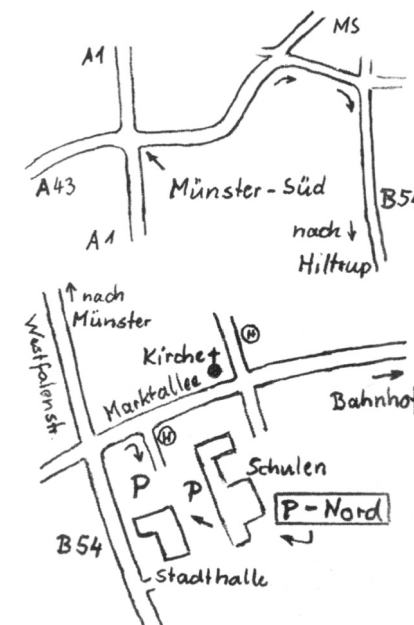 MS
A1
A43
Münster-Süd
A1
B54
nach ↓
Hiltrup
↑ nach
Münster
Westfalenstr.
H
Kirche
Marktallee
Bahnhof
H
P
P
Schulen
P-Nord
B54
Stadthalle